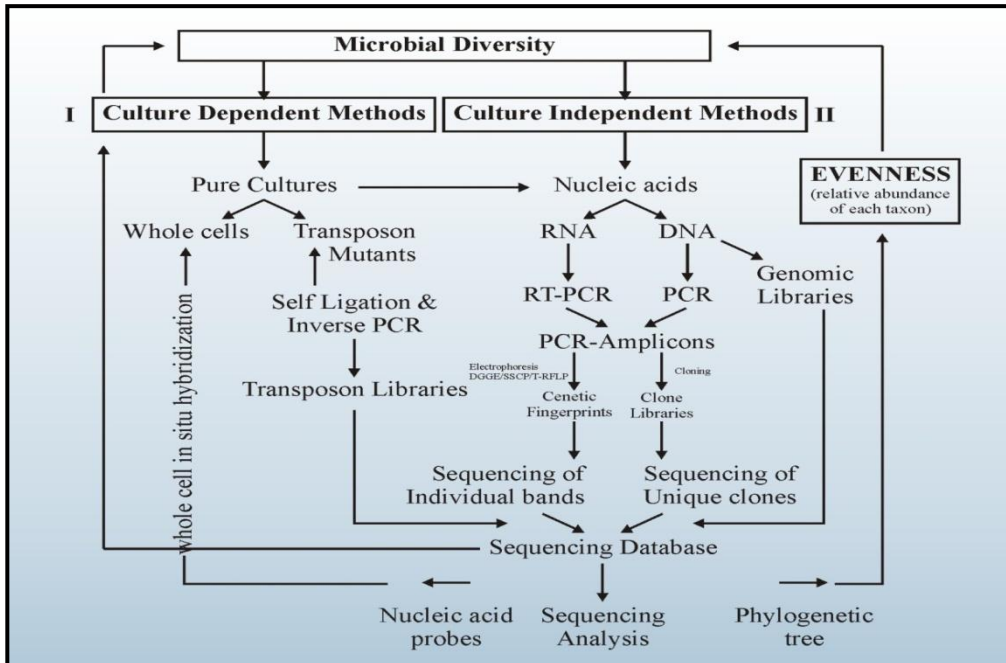 Microbial Diversity
I
Culture Dependent Methods
Culture Independent Methods
II
EVENNESS
(relative abundance
of each taxon)
Pure Cultures
Nucleic acids
Whole cells
Transposon
Mutants
RNA
DNA
Genomic
Libraries
Self Ligation &
Inverse PCR
RT-PCR
PCR
PCR-Amplicons
Electrophoresis
DGGE/SSCP/T-RFLP
Cloning
Transposon Libraries
Cenetic
Fingerprints
Clone
Libraries
whole cell in situ hybridization
Sequencing of
Individual bands
Sequencing of
Unique clones
Sequencing Database
Nucleic acid
probes
Sequencing
Analysis
Phylogenetic
tree